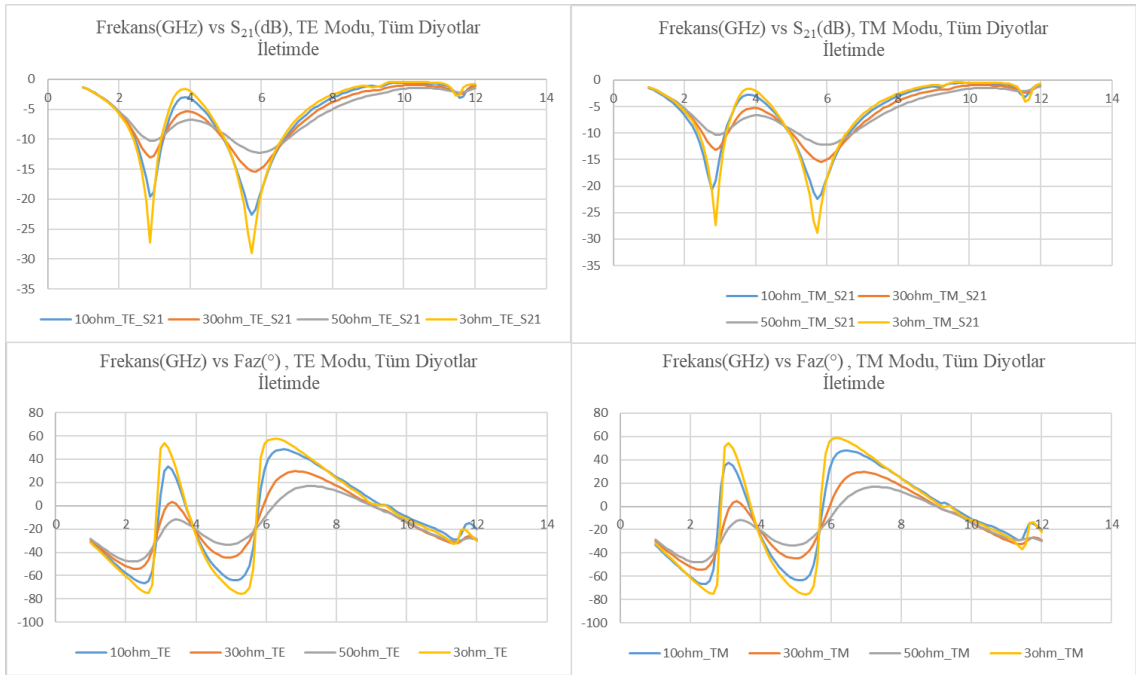 Frekans(GHz) vs S21(dB), TE Modu, Tüm Diyotlar
İletimde
0
-5
-10
-15
-20
-25
-30
-35
0 2 4 6 8 10 12 14
10ohm_TE_S21 30ohm_TE_S21 50ohm_TE_S21 3ohm_TE_S21
Frekans(GHz) vs S21(dB), TM Modu, Tüm Diyotlar
İletimde
0
-5
-10
-15
-20
-25
-30
-35
0 2 4 6 8 10 12 14
10ohm_TM_S21 30ohm_TM_S21
50ohm_TM_S21 3ohm_TM_S21
Frekans(GHz) vs Faz(°) , TE Modu, Tüm Diyotlar
İletimde
80
60
40
20
0
-20
-40
-60
-80
-100
0 2 4 6 8 10 12 14
10ohm_TE 30ohm_TE 50ohm_TE 3ohm_TE
Frekans(GHz) vs Faz(°) , TM Modu, Tüm Diyotlar
İletimde
80
60
40
20
0
-20
-40
-60
-80
-100
0 2 4 6 8 10 12 14
10ohm_TM 30ohm_TM 50ohm_TM 3ohm_TM